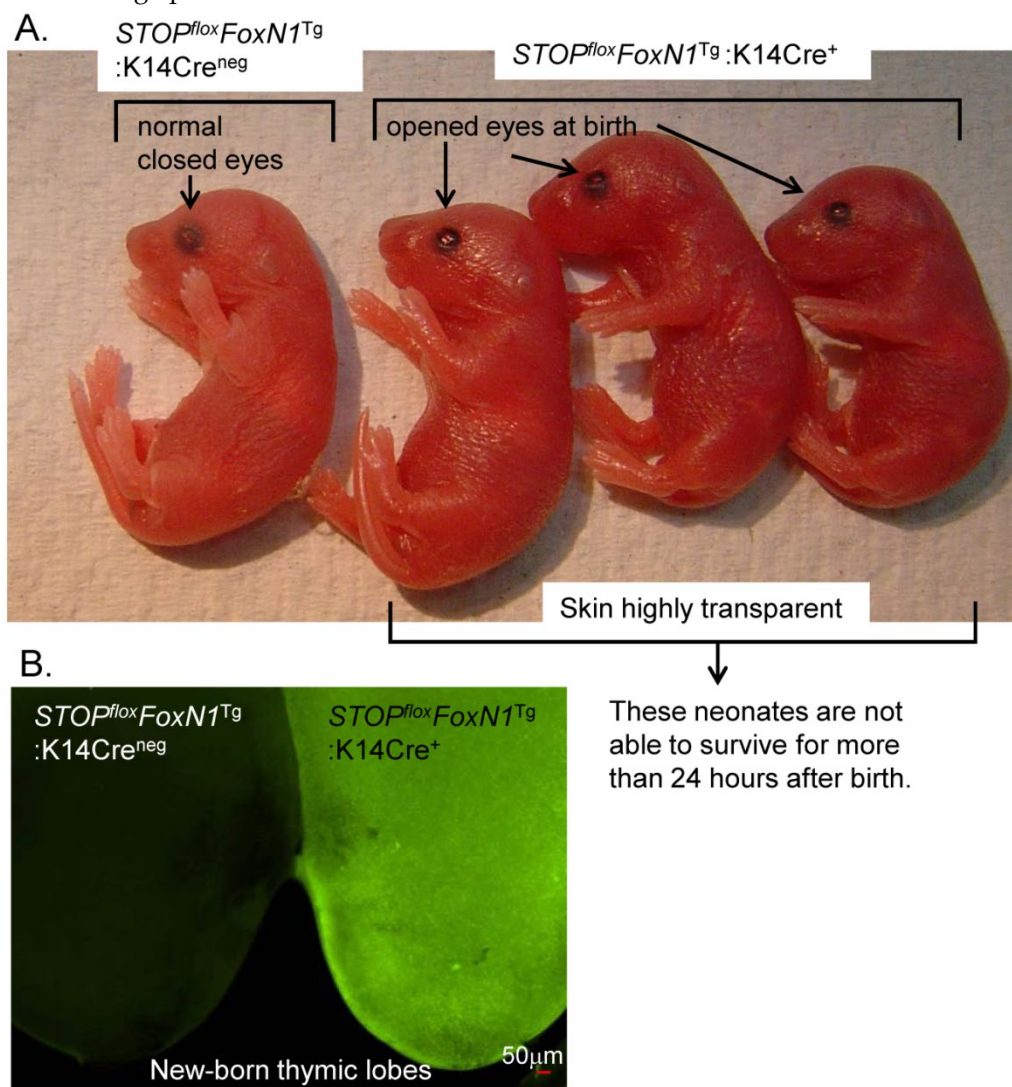 A.
STOPfloxFoxN1Tg
:K14Creneg
STOPfloxFoxN1Tg :K14Cre+
normal
closed eyes
opened eyes at birth
Skin highly transparent
These neonates are not
able to survive for more
than 24 hours after birth.
B.
STOPfloxFoxN1Tg
:K14Creneg
STOPfloxFoxN1Tg
:K14Cre+
New-born thymic lobes
50μm